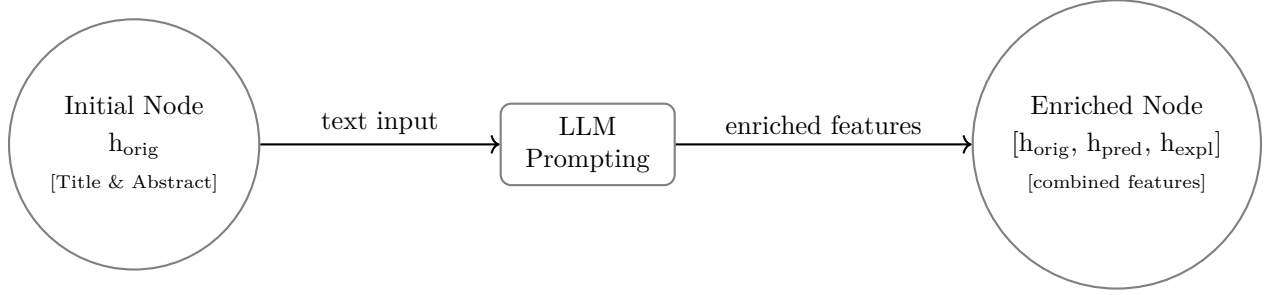 Initial Node
h_orig
[Title & Abstract]
text input
LLM
Prompting
enriched features
Enriched Node
[h_orig, h_pred, h_expl]
[combined features]